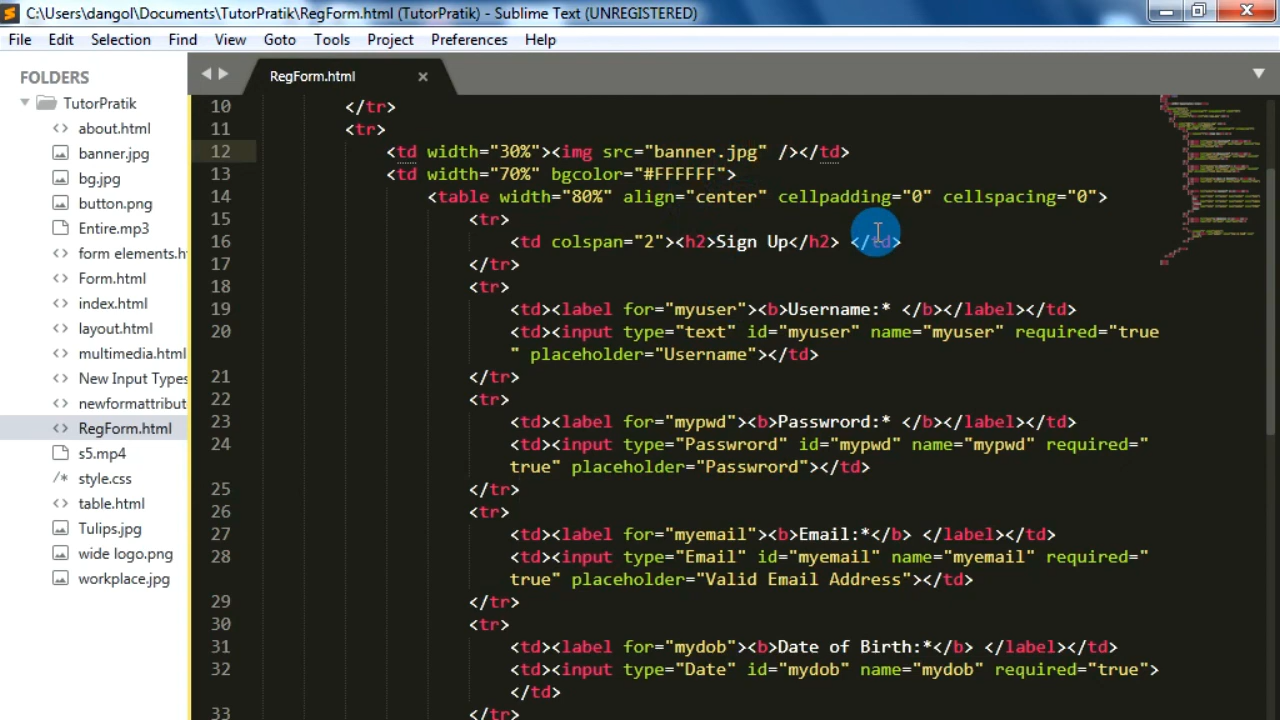 C:\Users\dangol\Documents\TutorPratik\RegForm.html (TutorPratik) - Sublime Text (UNREGISTERED)
File Edit Selection Find View Goto Tools Project Preferences Help
FOLDERS
TutorPratik
about.html
banner.jpg
bg.jpg
button.png
Entire.mp3
form elements.h
Form.html
index.html
layout.html
multimedia.html
New Input Types
newformattribut
RegForm.html
s5.mp4
style.css
table.html
Tulips.jpg
wide logo.png
workplace.jpg
RegForm.html
10 </tr>
11 <tr>
12 <td width="30%"><img src="banner.jpg" /></td>
13 <td width="70%" bgcolor="#FFFFFF">
14 <table width="80%" align="center" cellpadding="0" cellspacing="0">
15 <tr>
16 <td colspan="2"><h2>Sign Up</h2> </td>
17 </tr>
18 <tr>
19 <td><label for="myuser"><b>Username:* </b></label></td>
20 <td><input type="text" id="myuser" name="myuser" required="true
" placeholder="Username"></td>
21 </tr>
22 <tr>
23 <td><label for="mypwd"><b>Passwrord:* </b></label></td>
24 <td><input type="Passwrord" id="mypwd" name="mypwd" required="
true" placeholder="Passwrord"></td>
25 </tr>
26 <tr>
27 <td><label for="myemail"><b>Email:*</b> </label></td>
28 <td><input type="Email" id="myemail" name="myemail" required="
true" placeholder="Valid Email Address"></td>
29 </tr>
30 <tr>
31 <td><label for="mydob"><b>Date of Birth:*</b> </label></td>
32 <td><input type="Date" id="mydob" name="mydob" required="true">
</td>
33 </tr>